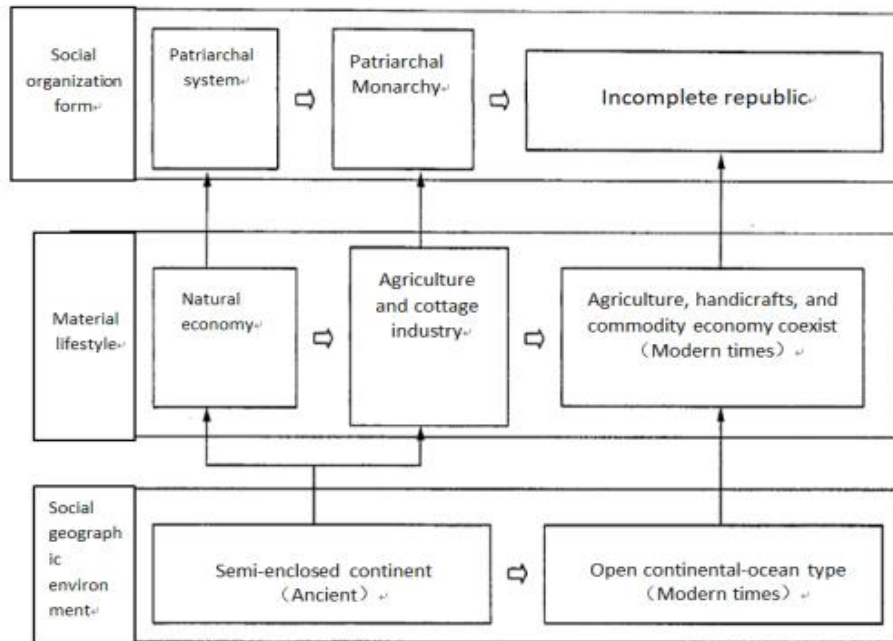 Social
organization
form
Patriarchal
system
Patriarchal
Monarchy
Incomplete republic
Material
lifestyle
Natural
economy
Agriculture
and cottage
industry
Agriculture, handicrafts, and
commodity economy coexist
（Modern times）
Social
geograph
ic
environ
ment
Semi-enclosed continent
（Ancient）
Open continental-ocean type
（Modern times）